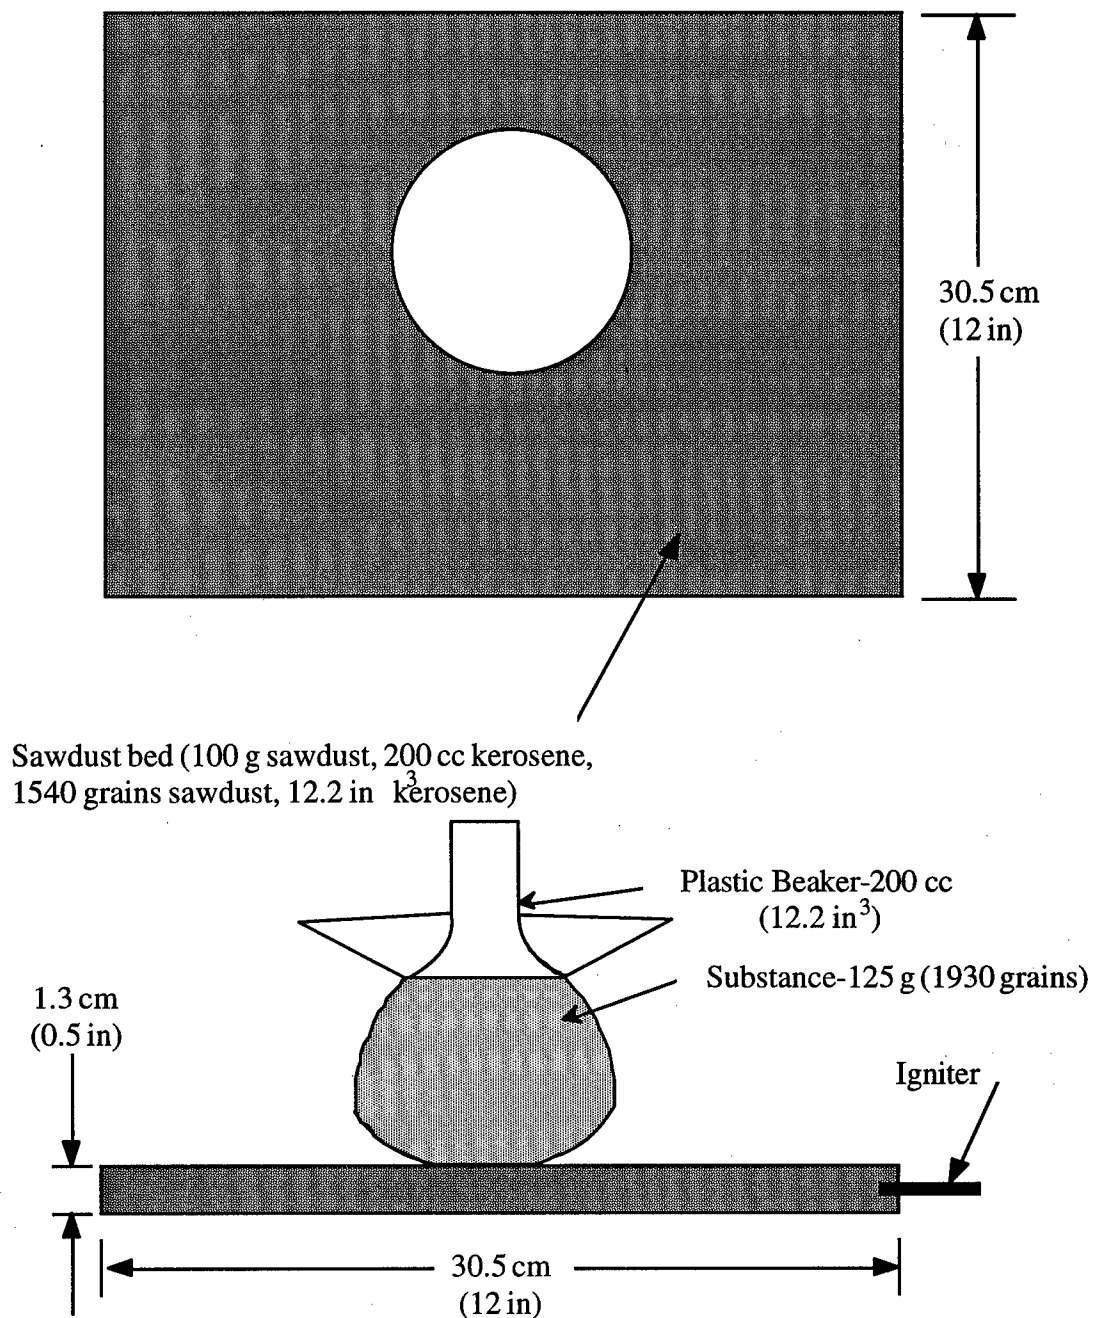 30.5 cm
(12 in)
Sawdust bed (100 g sawdust, 200 cc kerosene,
1540 grains sawdust, 12.2 in³ kerosene)
Plastic Beaker-200 cc
(12.2 in³)
Substance-125 g (1930 grains)
1.3 cm
(0.5 in)
Igniter
30.5 cm
(12 in)